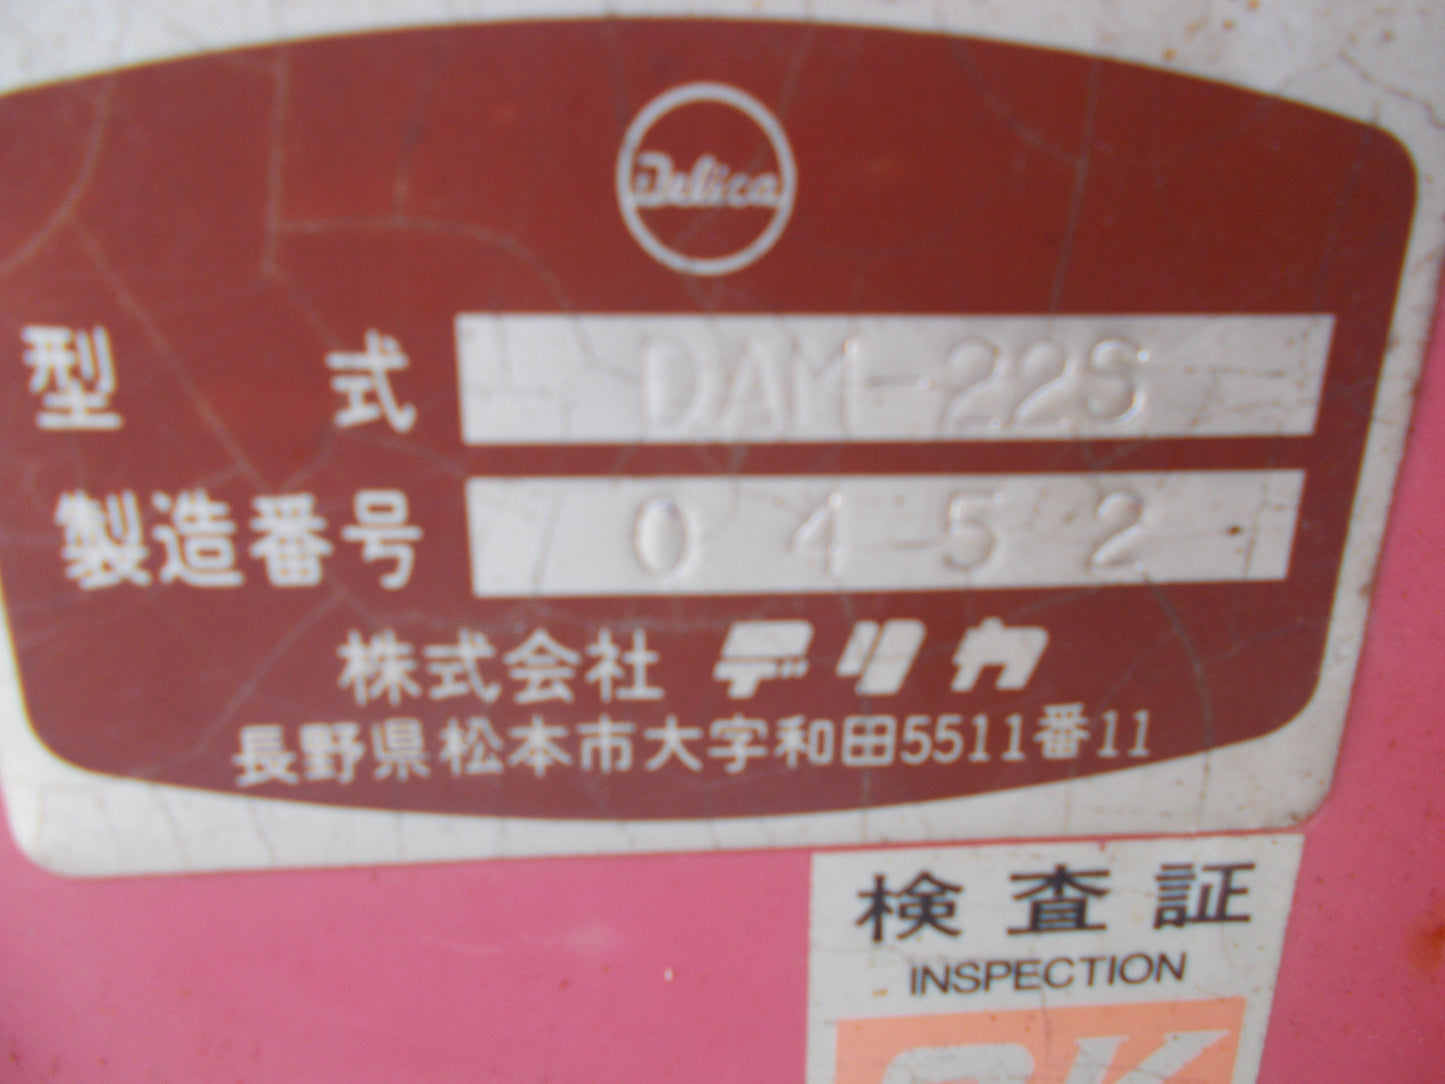 Delica
型式 DAM-22S
製造番号 0452
株式会社 デリカ
長野県松本市大字和田5511番11
検査証
INSPECTION
OK